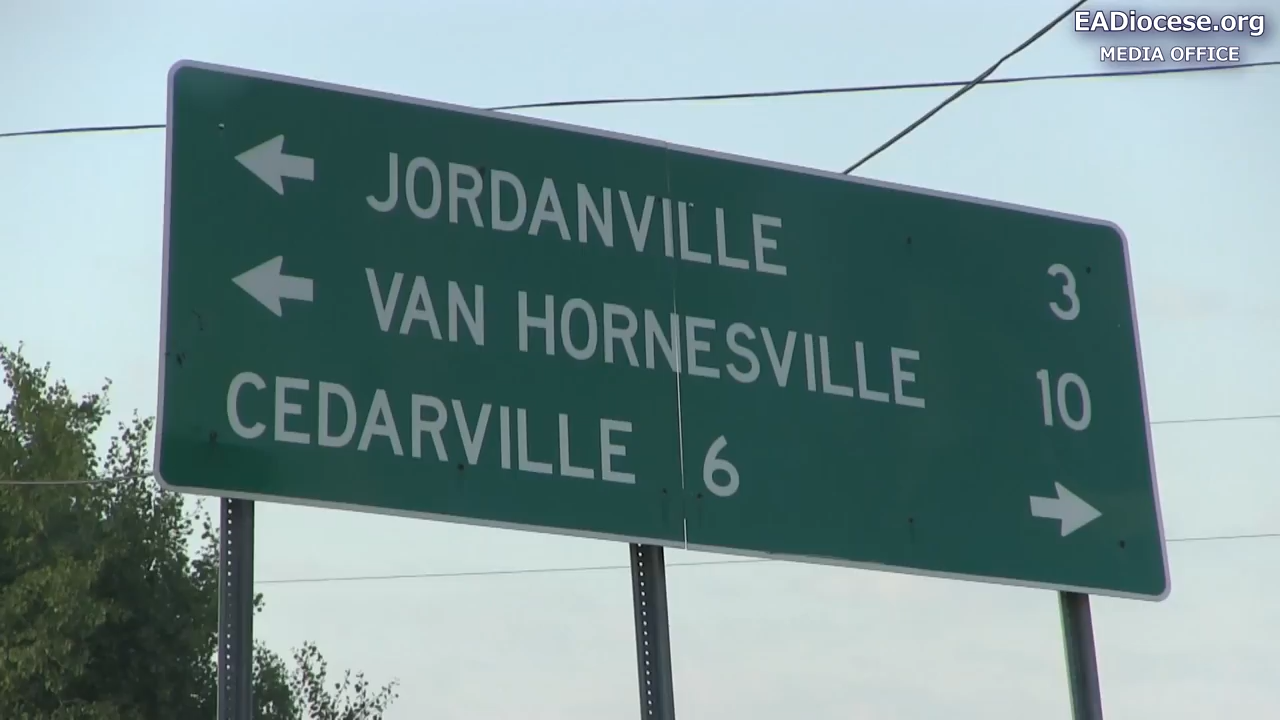 EADiocese.org
MEDIA OFFICE
JORDANVILLE 3
VAN HORNESVILLE 10
CEDARVILLE 6